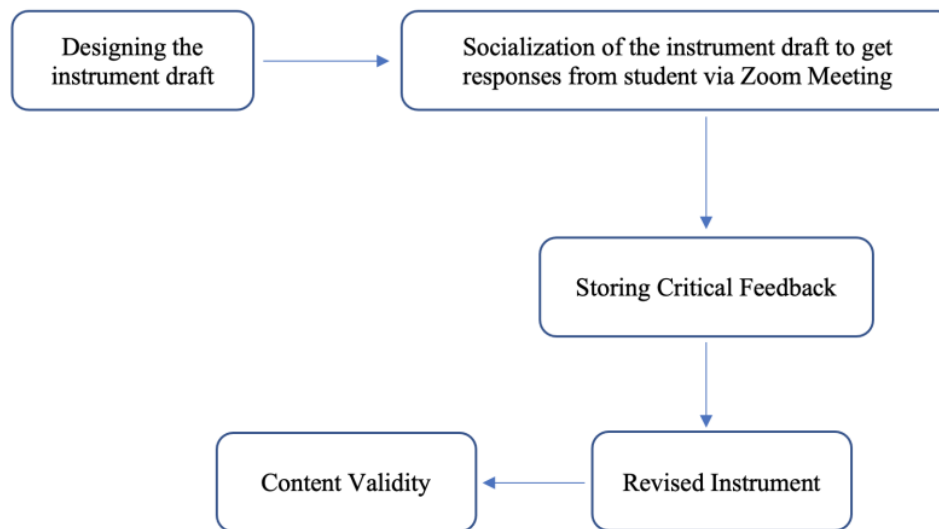 Designing the
instrument draft
Socialization of the instrument draft to get
responses from student via Zoom Meeting
Storing Critical Feedback
Revised Instrument
Content Validity